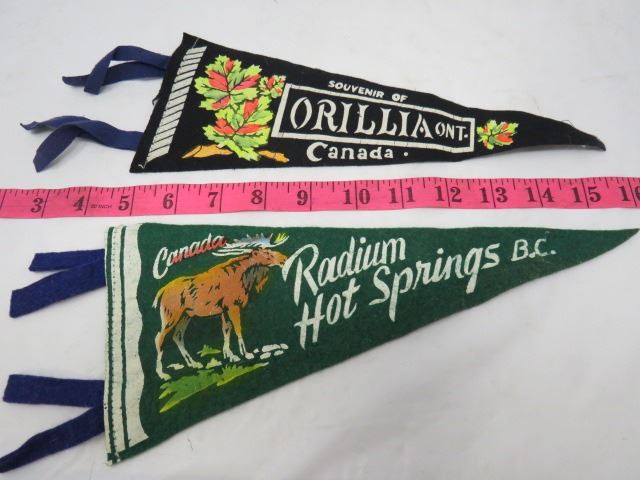 SOUVENIR OF
ORILLIA ONT.
Canada.
3 4 5 6 7 8 9 10 11 12 13 14 15 16
Canada
Radium
Hot Springs B.C.